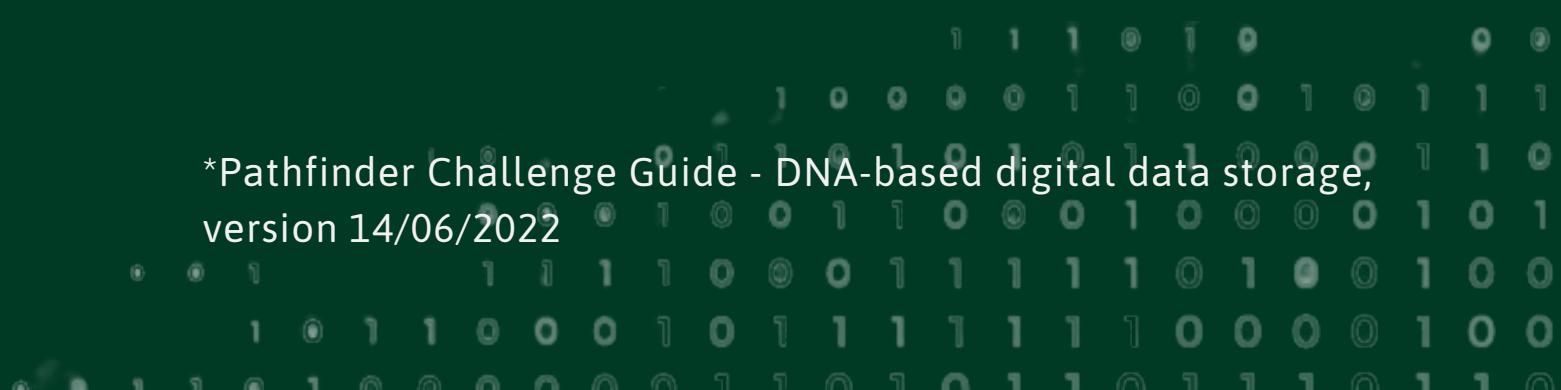 *Pathfinder Challenge Guide - DNA-based digital data storage,
version 14/06/2022